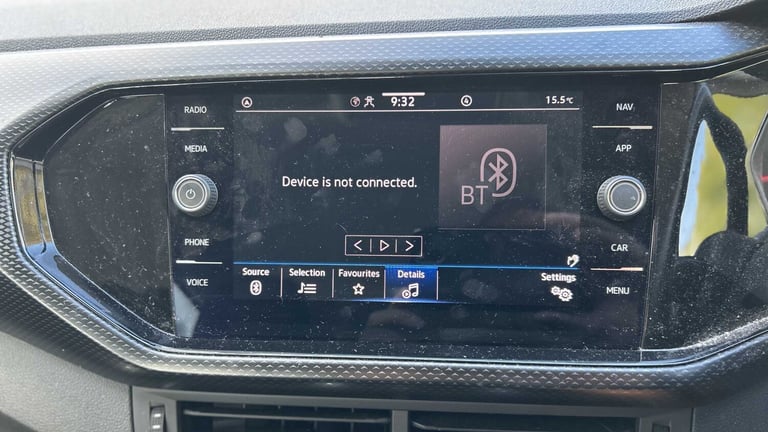 9:32
4
15.5°C
RADIO
MEDIA
PHONE
VOICE
Device is not connected.
BT
Source
Selection
Favourites
Details
Settings
NAV
APP
CAR
MENU